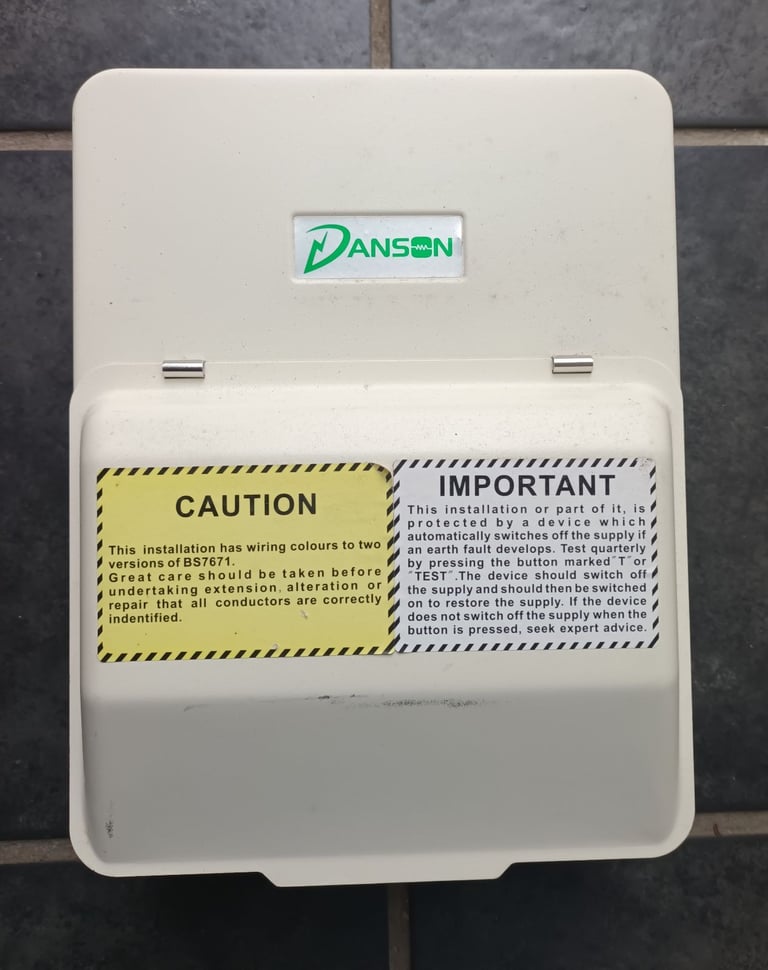 DANSON
CAUTION
This installation has wiring colours to two
versions of BS7671.
Great care should be taken before
undertaking extension, alteration or
repair that all conductors are correctly
indentified.
IMPORTANT
This installation or part of it, is
protected by a device which
automatically switches off the supply if
an earth fault develops. Test quarterly
by pressing the button marked"T"or
"TEST".The device should switch off
the supply and should then be switched
on to restore the supply. If the device
does not switch off the supply when the
button is pressed, seek expert advice.